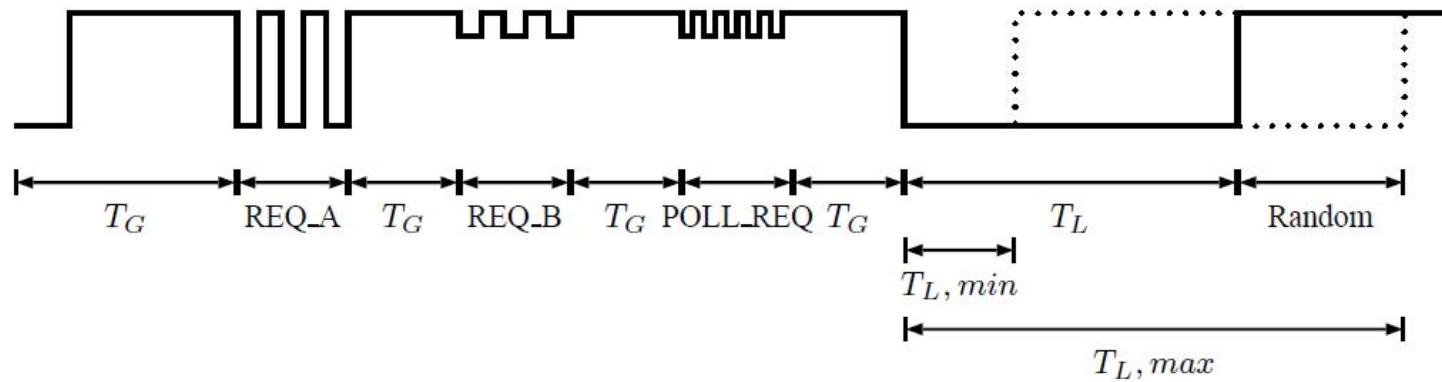 T_G REQ_A T_G REQ_B T_G POLL_REQ T_G T_L Random
T_L, min
T_L, max